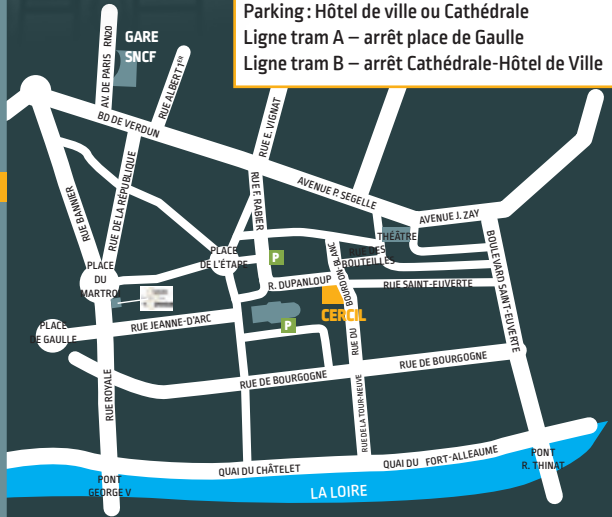 Parking : Hôtel de ville ou Cathédrale
Ligne tram A – arrêt place de Gaulle
Ligne tram B – arrêt Cathédrale-Hôtel de Ville
GARE
SNCF
AV. DE PARIS RN20
RUE ALBERT 1ER
BD DE VERDUN
RUE E. VIGNAT
RUE BANNIER
RUE DE LA RÉPUBLIQUE
RUE F. RABIER
AVENUE P. SEGELLE
AVENUE J. ZAY
THÉÂTRE
RUE DES
BOUTEILLES
BOULEVARD SAINT-EUVERTE
PLACE
DE L'ÉTAPE
P
PLACE
DU
MARTROI
R. DUPANLOUP
RUE DU BOURDON-BLANC
RUE SAINT-EUVERTE
CERCIL
PLACE
DE GAULLE
RUE JEANNE-D'ARC
P
RUE ROYALE
RUE DE BOURGOGNE
RUE DE BOURGOGNE
RUE DE LA TOUR-NEUVE
QUAI DU CHÂTELET
QUAI DU FORT-ALLEAUME
PONT
R. THINAT
PONT
GEORGE V
LA LOIRE